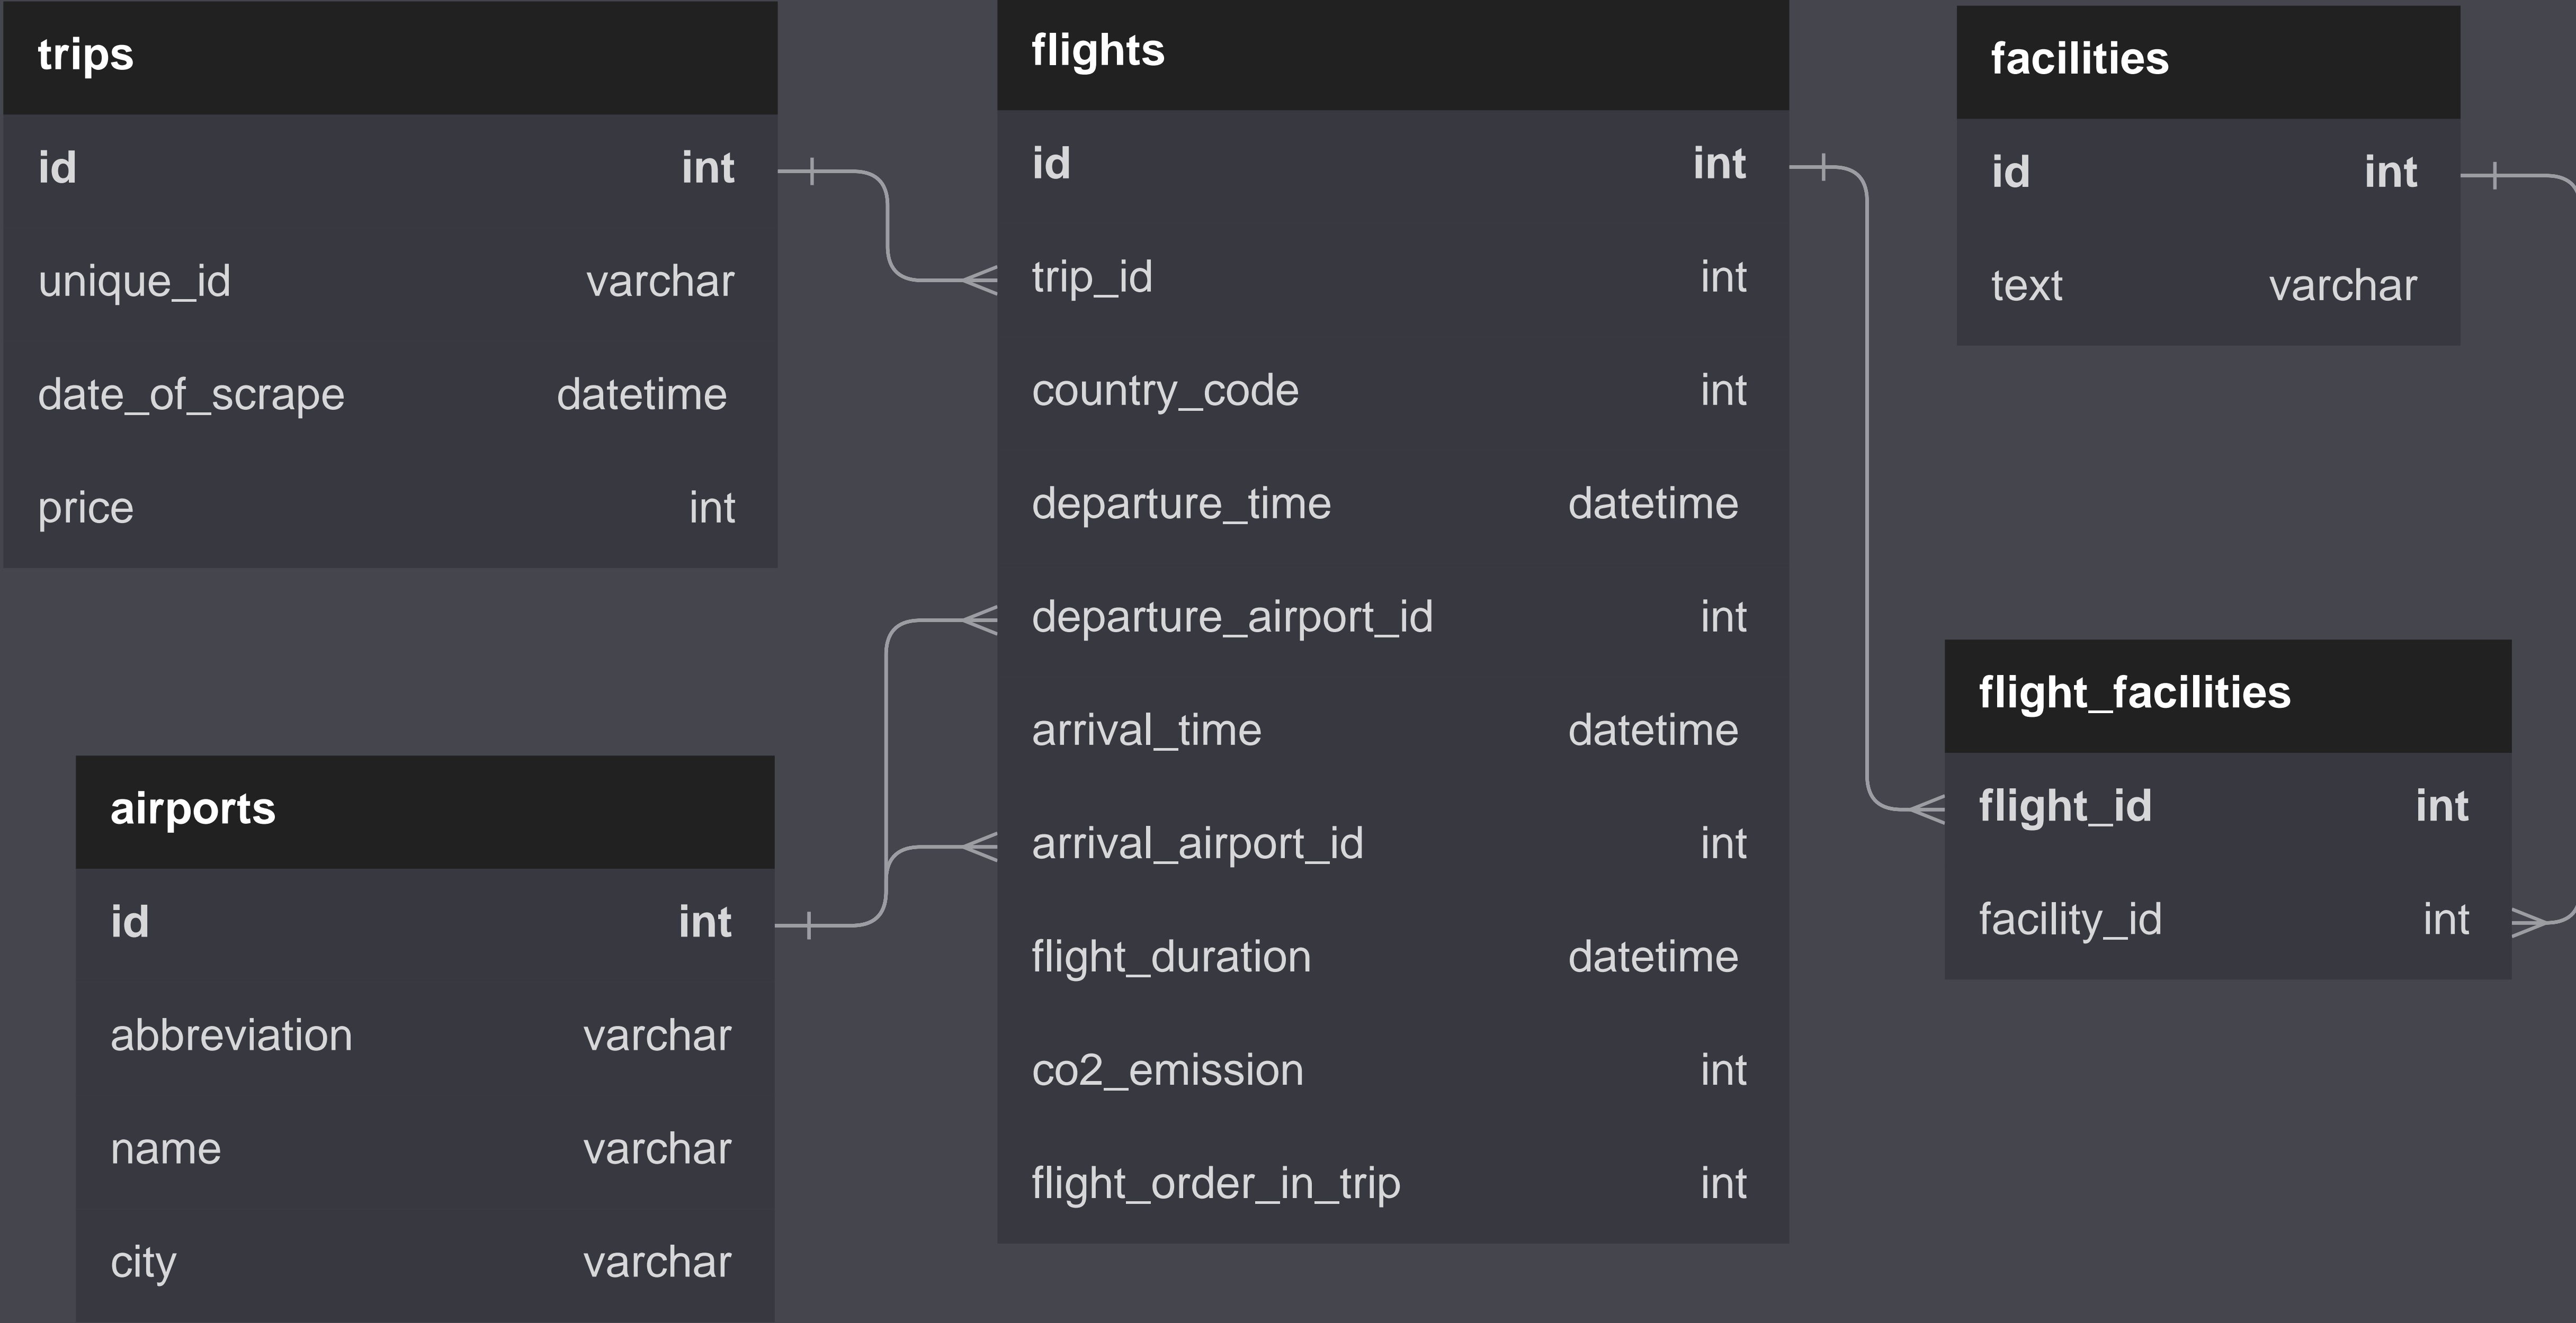 trips
id int
unique_id varchar
date_of_scrape datetime
price int
airports
id int
abbreviation varchar
name varchar
city varchar
flights
id int
trip_id int
country_code int
departure_time datetime
departure_airport_id int
arrival_time datetime
arrival_airport_id int
flight_duration datetime
co2_emission int
flight_order_in_trip int
facilities
id int
text varchar
flight_facilities
flight_id int
facility_id int